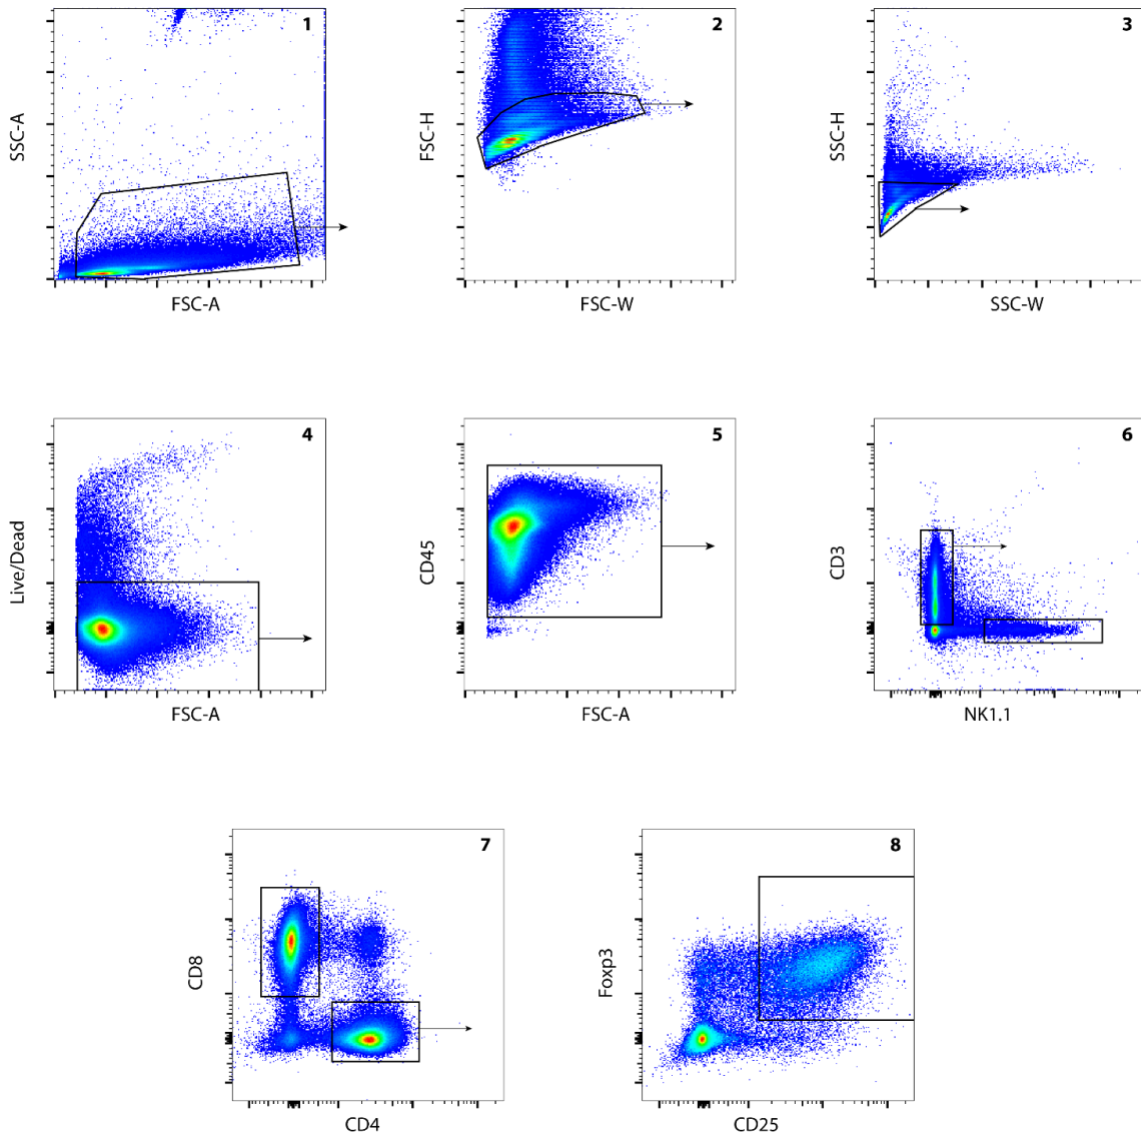 1
SSC-A
FSC-A
2
FSC-H
FSC-W
3
SSC-H
SSC-W
4
Live/Dead
FSC-A
5
CD45
FSC-A
6
CD3
NK1.1
7
CD8
CD4
8
Foxp3
CD25